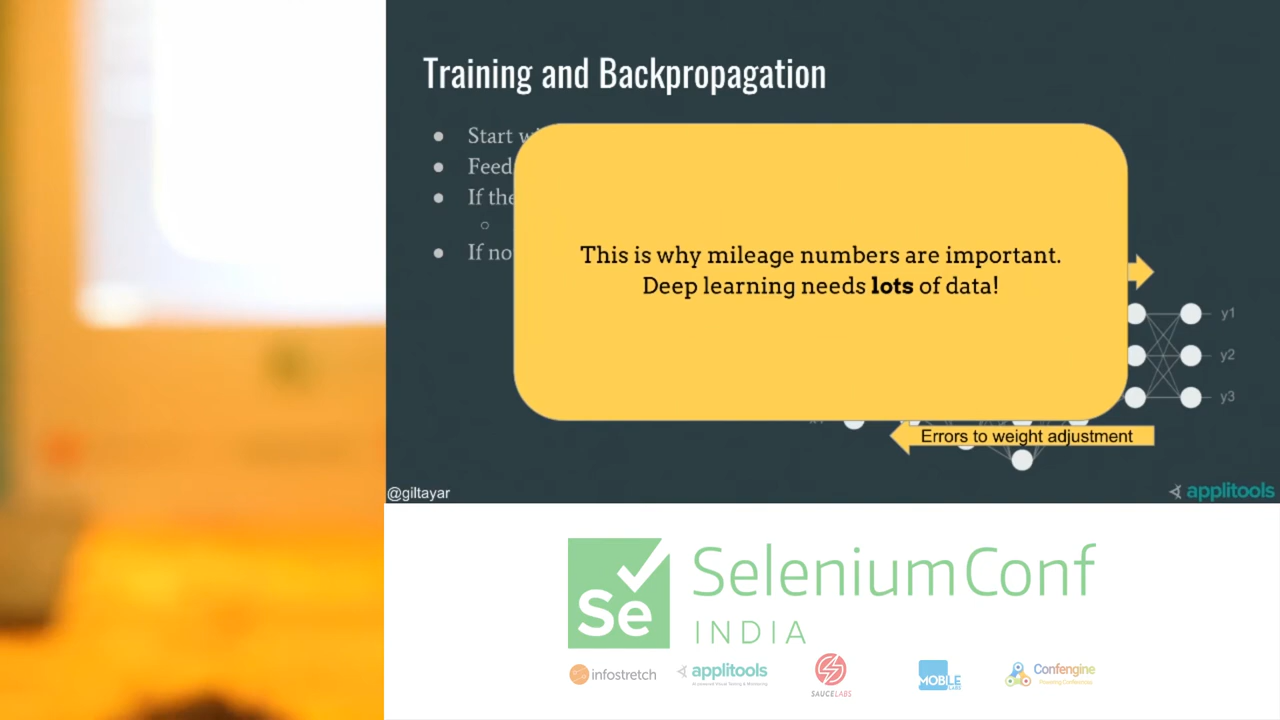 Training and Backpropagation
Start
Feed
If the
If no
This is why mileage numbers are important.
Deep learning needs lots of data!
y1
y2
y3
Errors to weight adjustment
@giltayar
applitools
Se
SeleniumConf
INDIA
infostretch
applitools
SAUCELABS
MOBILE
LABS
Confengine